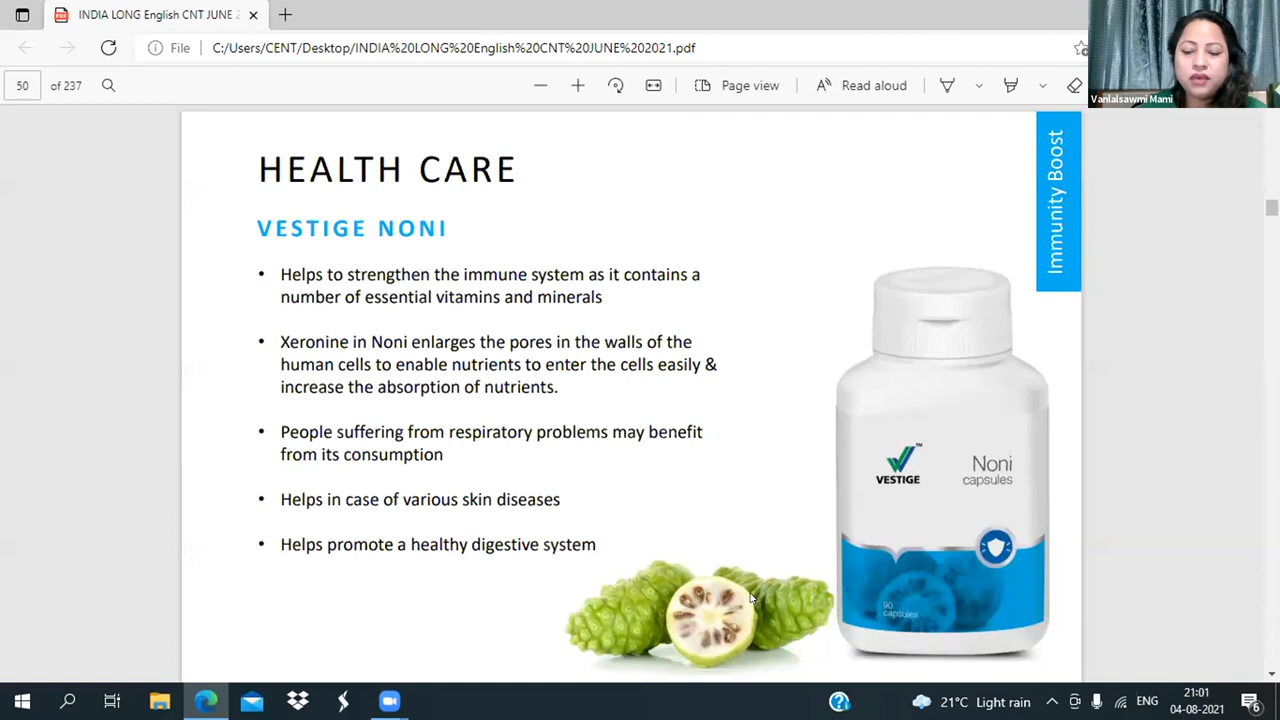 INDIA LONG English CNT JUNE 2
File
C:/Users/CENT/Desktop/INDIA%20LONG%20English%20CNT%20JUNE%202021.pdf
50 of 237
Page view
Read aloud
Vanlalsawmi Mami
Immunity Boost
HEALTH CARE
VESTIGE NONI
• Helps to strengthen the immune system as it contains a
number of essential vitamins and minerals
• Xeronine in Noni enlarges the pores in the walls of the
human cells to enable nutrients to enter the cells easily &
increase the absorption of nutrients.
• People suffering from respiratory problems may benefit
from its consumption
• Helps in case of various skin diseases
• Helps promote a healthy digestive system
VESTIGE™
Noni
capsules
90
capsules
21°C Light rain
ENG
21:01
04-08-2021
6